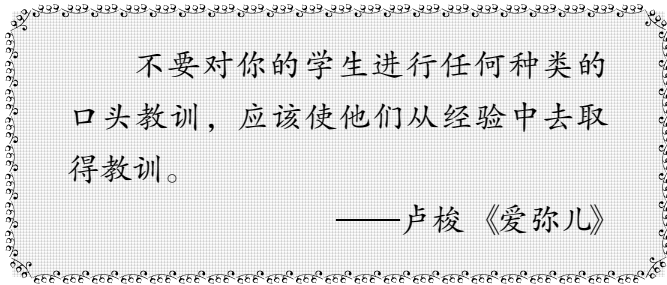 不要对你的学生进行任何种类的
口头教训，应该使他们从经验中去取
得教训。
——卢梭《爱弥儿》